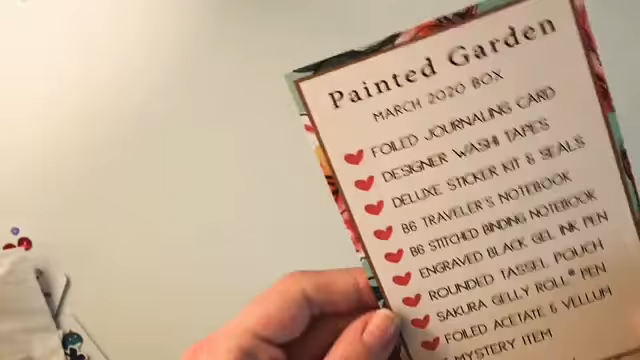 Painted Garden
MARCH 2020 BOX
FOILED JOURNALING CARD
DESIGNER WASHI TAPES
DELUXE STICKER KIT & SEALS
B6 TRAVELER'S NOTEBOOK
B6 STITCHED BINDING NOTEBOOK
ENGRAVED BLACK GEL INK PEN
ROUNDED TASSEL POUCH
SAKURA GELLY ROLL® PEN
FOILED ACETATE & VELLUM
MYSTERY ITEM